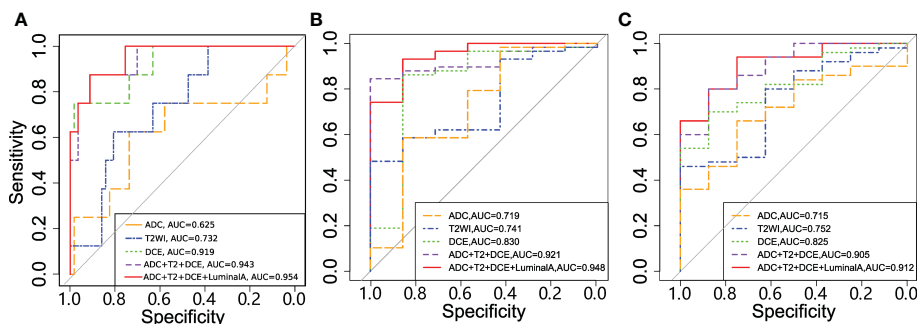 A
Sensitivity
1.0
0.8
0.6
0.4
0.2
0.0
ADC, AUC=0.625
T2WI, AUC=0.732
DCE, AUC=0.919
ADC+T2+DCE, AUC=0.943
ADC+T2+DCE+LuminalA, AUC=0.954
1.0 0.8 0.6 0.4 0.2 0.0
Specificity
B
1.0
0.8
0.6
0.4
0.2
0.0
ADC,AUC=0.719
T2WI,AUC=0.741
DCE,AUC=0.830
ADC+T2+DCE,AUC=0.921
ADC+T2+DCE+LuminalA,AUC=0.948
1.0 0.8 0.6 0.4 0.2 0.0
Specificity
C
1.0
0.8
0.6
0.4
0.2
0.0
ADC,AUC=0.715
T2WI,AUC=0.752
DCE,AUC=0.825
ADC+T2+DCE,AUC=0.905
ADC+T2+DCE+LuminalA,AUC=0.912
1.0 0.8 0.6 0.4 0.2 0.0
Specificity